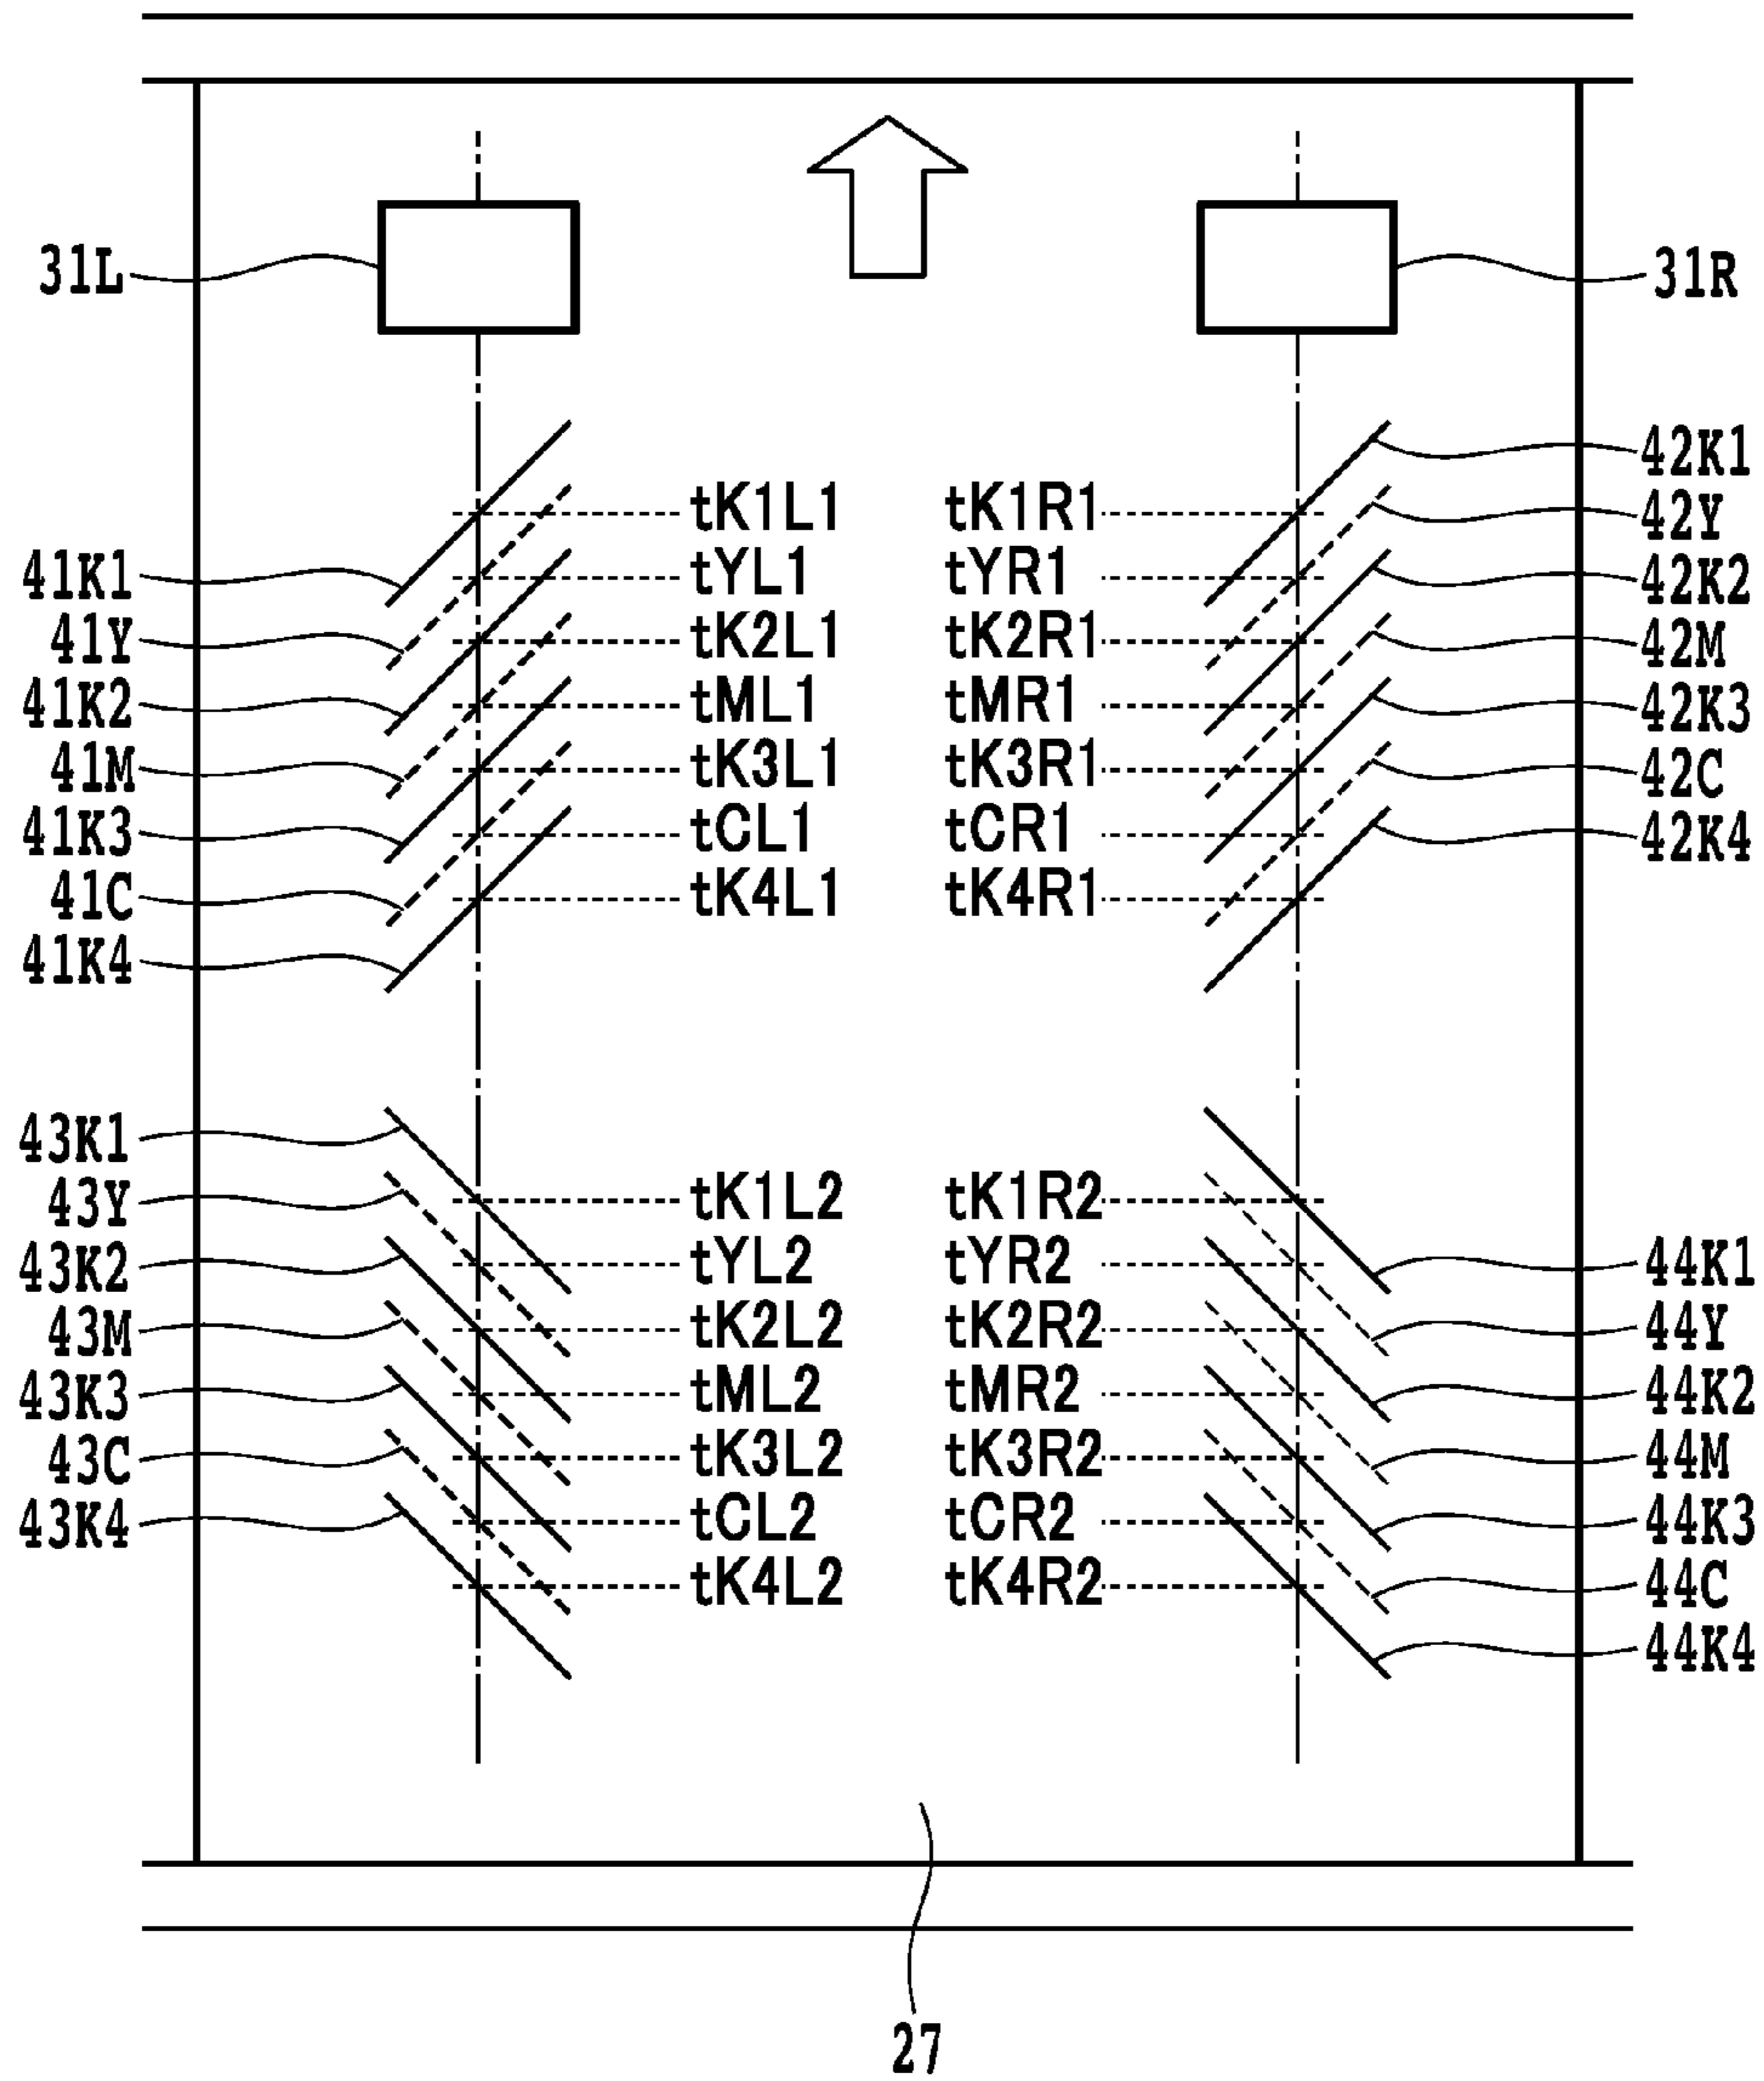 31L
31R
42K1
tK1L1 tK1R1
42Y
41K1 tYL1 tYR1 42K2
41Y tK2L1 tK2R1 42M
41K2 tML1 tMR1 42K3
41M tK3L1 tK3R1 42C
41K3 tCL1 tCR1 42K4
41C tK4L1 tK4R1
41K4
43K1
43Y tK1L2 tK1R2
43K2 tYL2 tYR2 44K1
43M tK2L2 tK2R2 44Y
43K3 tML2 tMR2 44K2
43C tK3L2 tK3R2 44M
43K4 tCL2 tCR2 44K3
tK4L2 tK4R2 44C
44K4
27